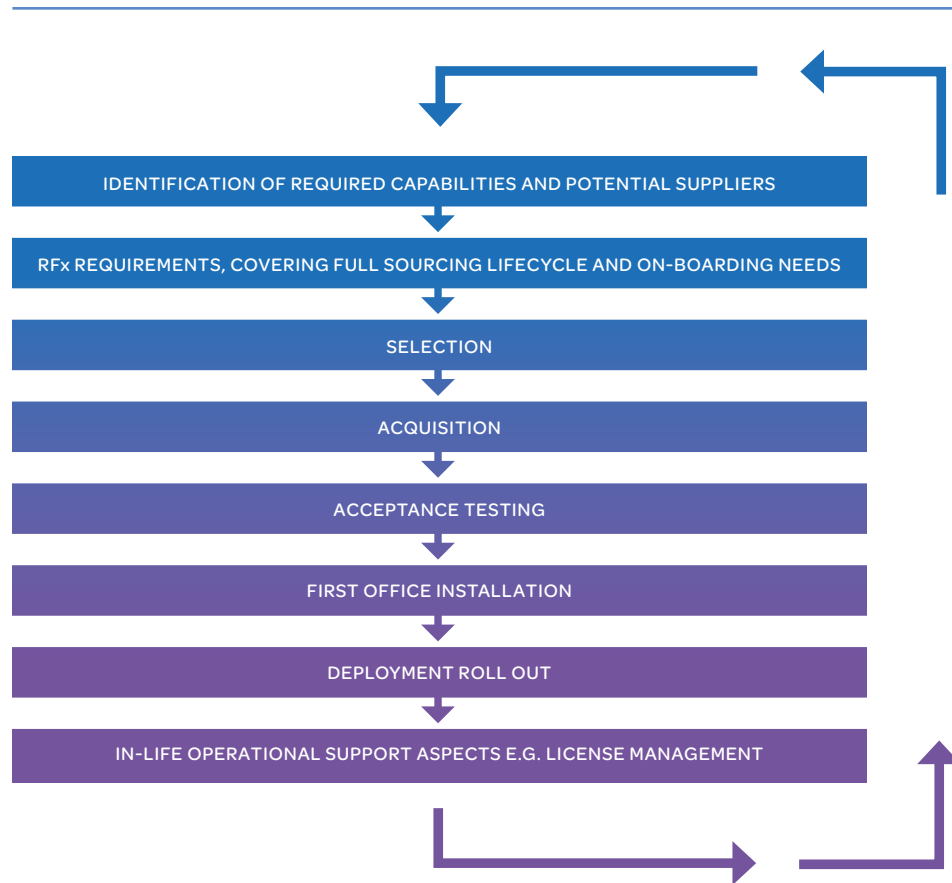 IDENTIFICATION OF REQUIRED CAPABILITIES AND POTENTIAL SUPPLIERS
RFx REQUIREMENTS, COVERING FULL SOURCING LIFECYCLE AND ON-BOARDING NEEDS
SELECTION
ACQUISITION
ACCEPTANCE TESTING
FIRST OFFICE INSTALLATION
DEPLOYMENT ROLL OUT
IN-LIFE OPERATIONAL SUPPORT ASPECTS E.G. LICENSE MANAGEMENT